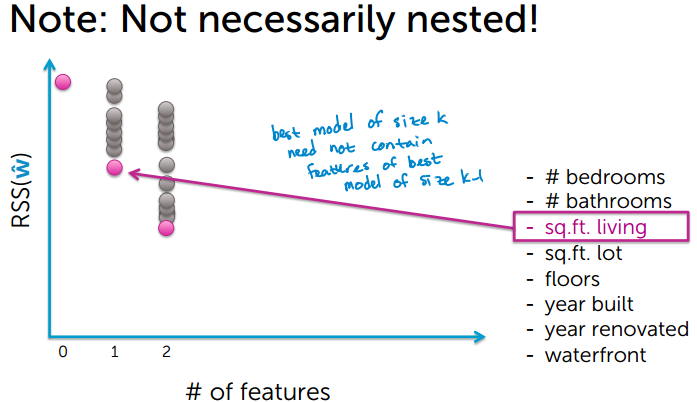 Note: Not necessarily nested!
best model of size k
need not contain
features of best
model of size k-1
RSS(ŵ)
- # bedrooms
- # bathrooms
- sq.ft. living
- sq.ft. lot
- floors
- year built
- year renovated
- waterfront
0 1 2
# of features